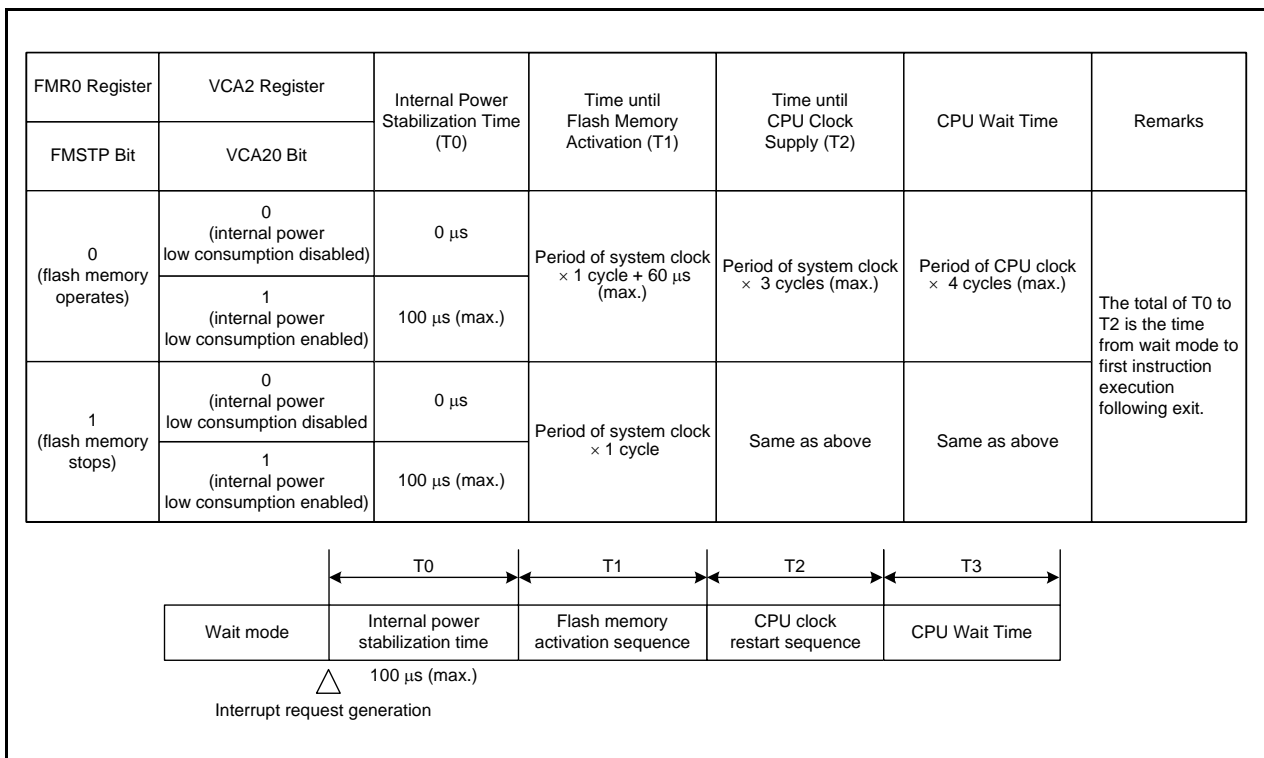 FMR0 Register
VCA2 Register
Internal Power
Stabilization Time
(T0)
Time until
Flash Memory
Activation (T1)
Time until
CPU Clock
Supply (T2)
CPU Wait Time
Remarks
FMSTP Bit
VCA20 Bit
0
(flash memory
operates)
0
(internal power
low consumption disabled)
0 μs
Period of system clock
× 1 cycle + 60 μs
(max.)
Period of system clock
× 3 cycles (max.)
Period of CPU clock
× 4 cycles (max.)
The total of T0 to
T2 is the time
from wait mode to
first instruction
execution
following exit.
1
(internal power
low consumption enabled)
100 μs (max.)
1
(flash memory
stops)
0
(internal power
low consumption disabled
0 μs
Period of system clock
× 1 cycle
Same as above
Same as above
1
(internal power
low consumption enabled)
100 μs (max.)
T0
T1
T2
T3
Wait mode
Internal power
stabilization time
Flash memory
activation sequence
CPU clock
restart sequence
CPU Wait Time
100 μs (max.)
Interrupt request generation